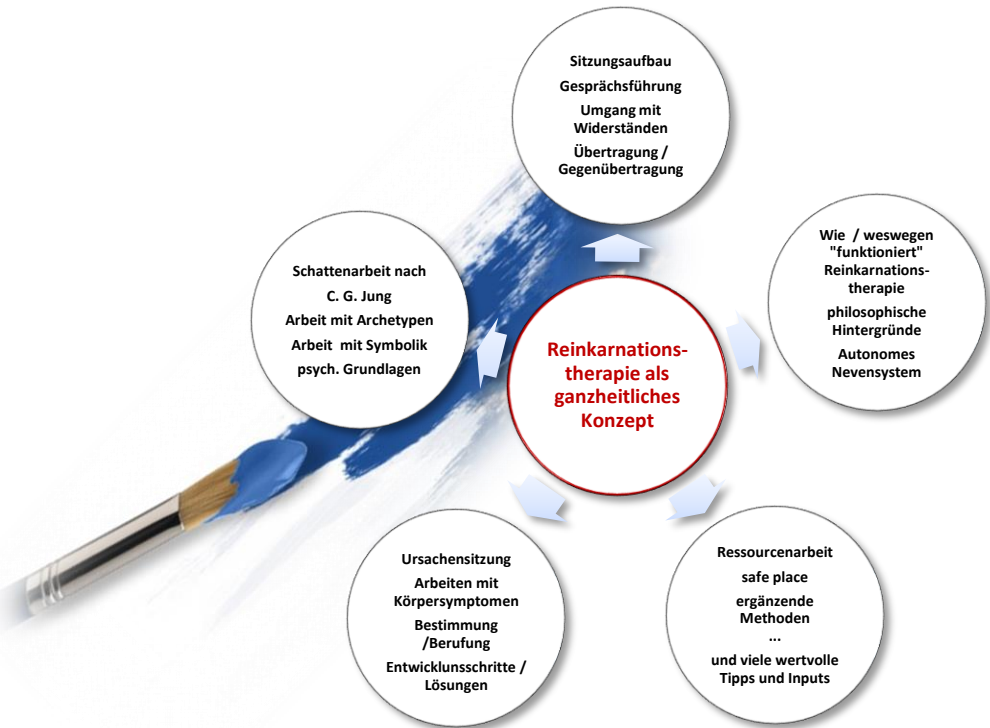 Sitzungsaufbau
Gesprächsführung
Umgang mit
Widerständen
Übertragung /
Gegenübertragung
Wie / weswegen
"funktioniert"
Reinkarnations-
therapie
philosophische
Hintergründe
Autonomes
Nevensystem
Schattenarbeit nach
C. G. Jung
Arbeit mit Archetypen
Arbeit mit Symbolik
psych. Grundlagen
Reinkarnations-
therapie als
ganzheitliches
Konzept
Ursachensitzung
Arbeiten mit
Körpersymptomen
Bestimmung
/Berufung
Entwicklunsschritte /
Lösungen
Ressourcenarbeit
safe place
ergänzende
Methoden
...
und viele wertvolle
Tipps und Inputs